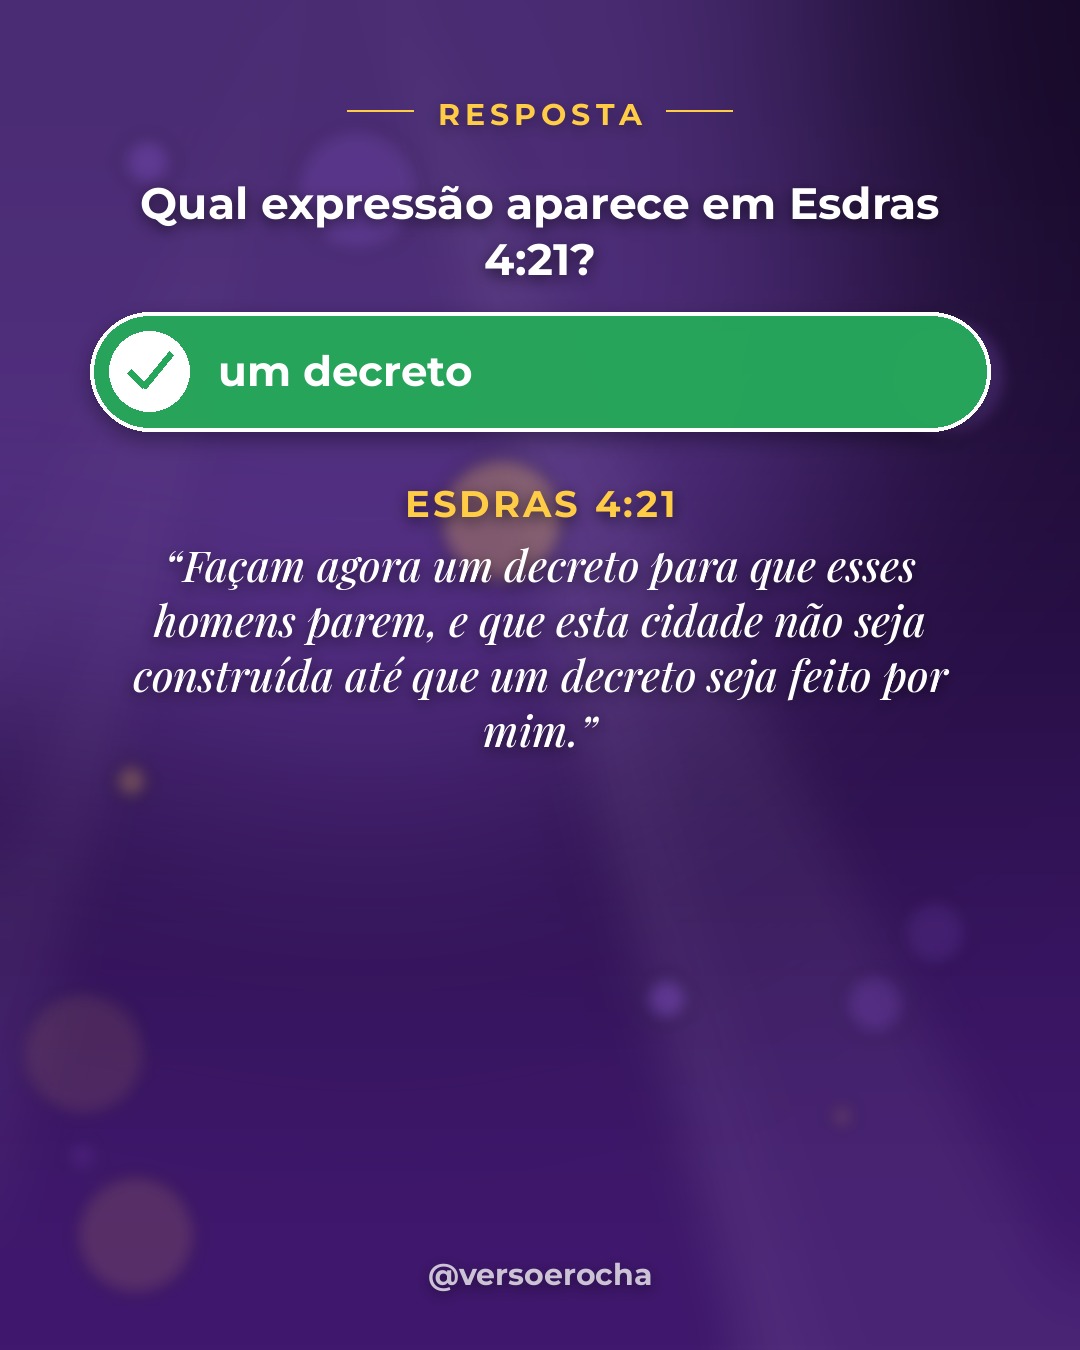 RESPOSTA
Qual expressão aparece em Esdras
4:21?
um decreto
ESDRAS 4:21
“Façam agora um decreto para que esses
homens parem, e que esta cidade não seja
construída até que um decreto seja feito por
mim.”
@versoerocha